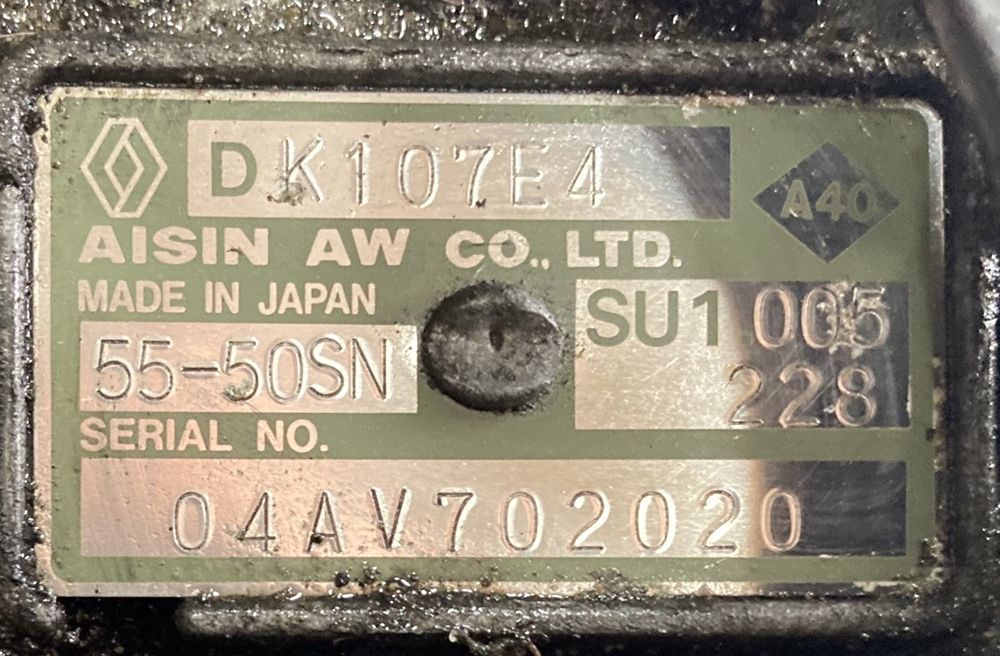 DK107E4
A40
AISIN AW CO., LTD.
MADE IN JAPAN
SU1 005
55-50SN
228
SERIAL NO.
04AV702020